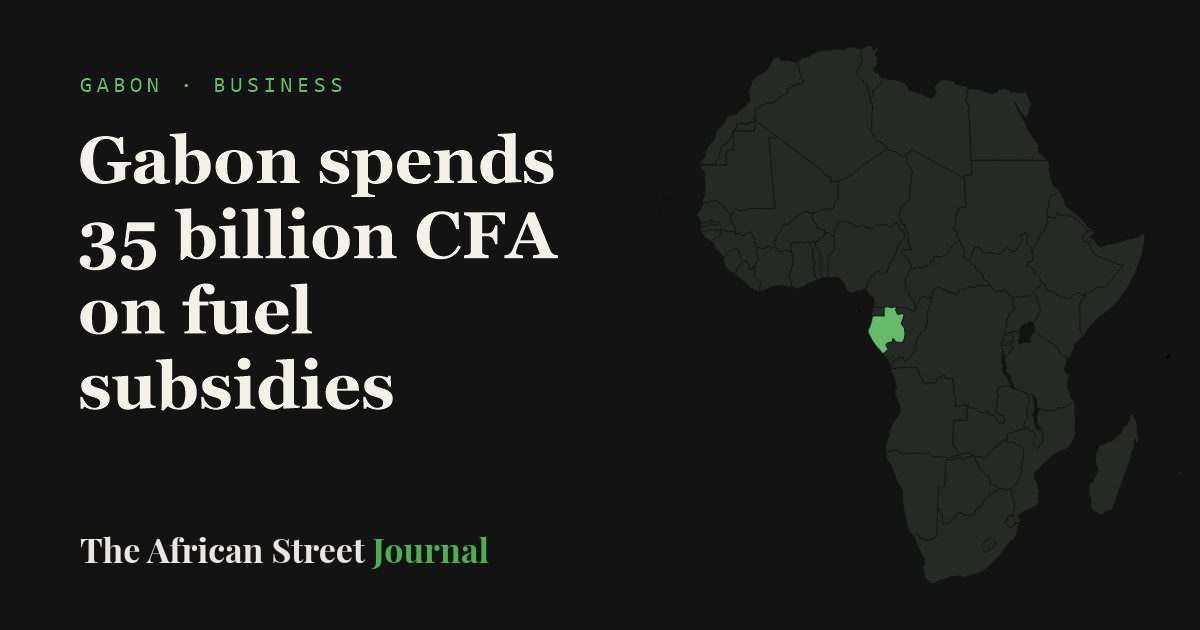 GABON · BUSINESS
Gabon spends
35 billion CFA
on fuel
subsidies
The African Street Journal